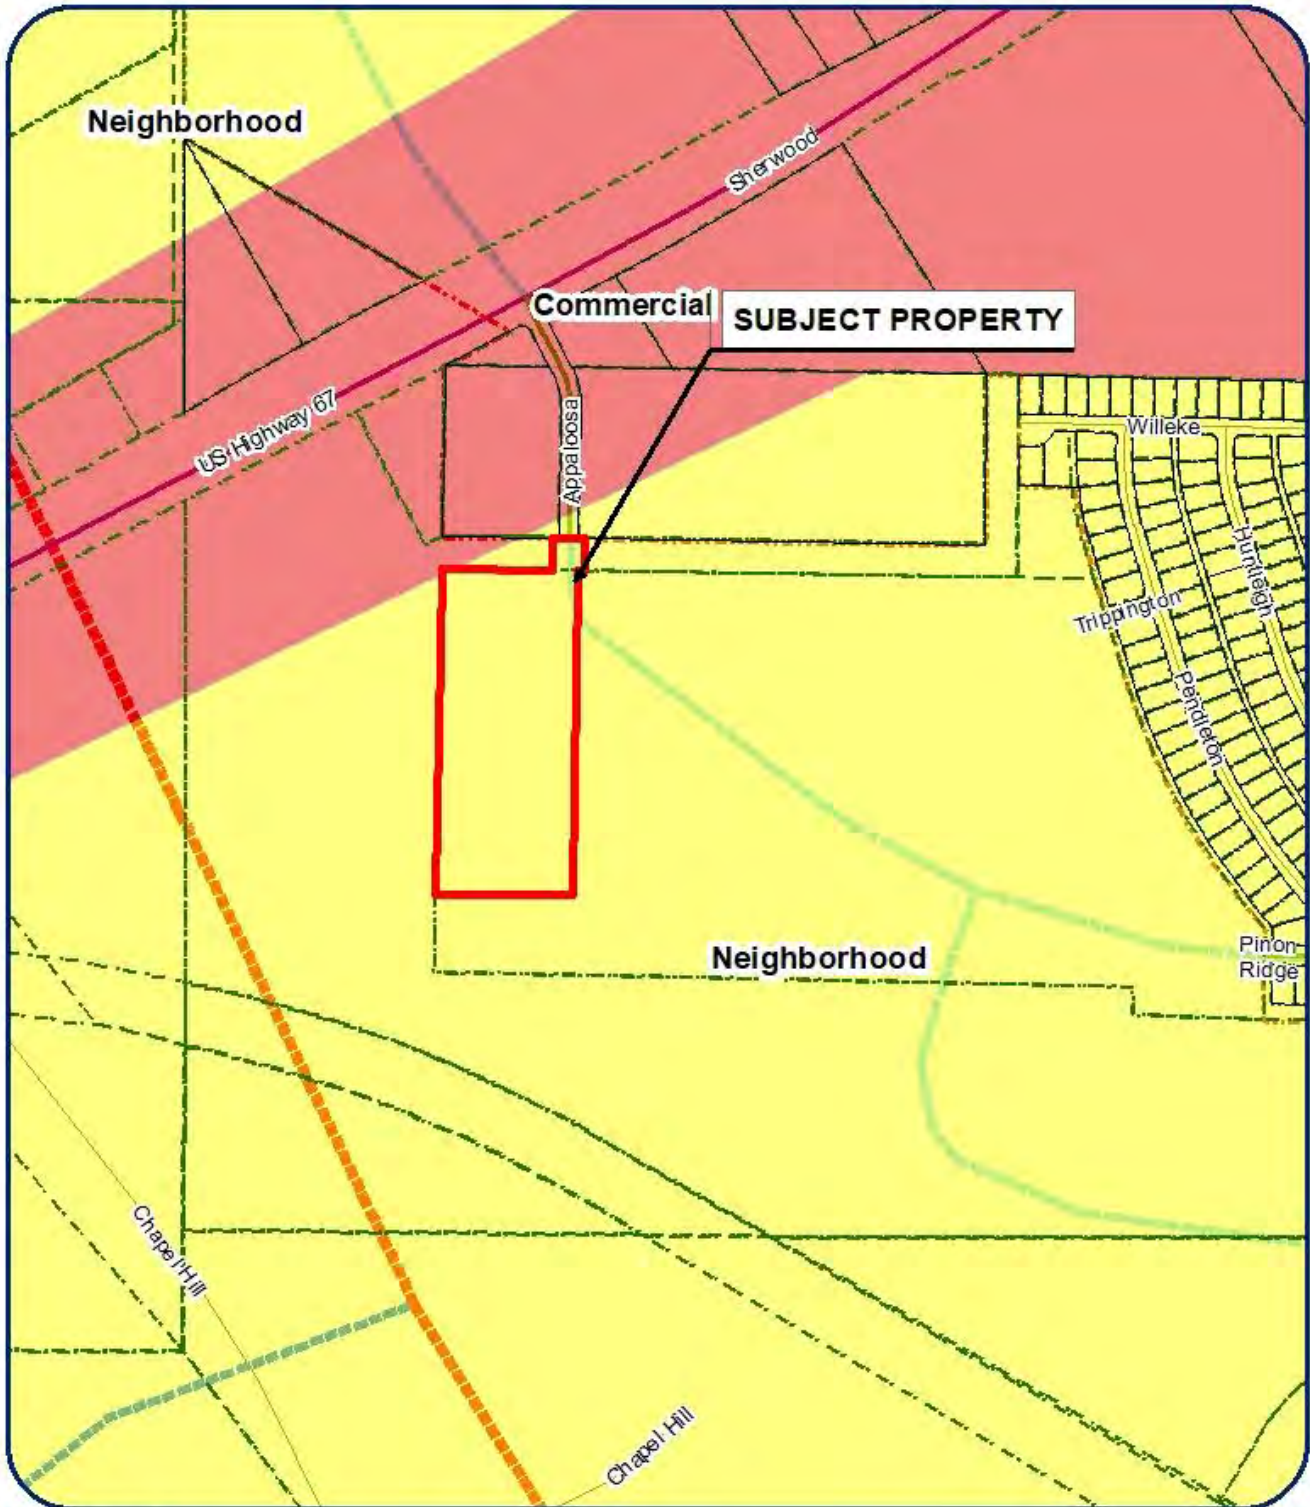 Neighborhood
Sherwood
Commercial
SUBJECT PROPERTY
US Highway 67
Appaloosa
Willeke
Huntleigh
Trippington
Pendleton
Neighborhood
Pinon
Ridge
Chapel Hill
Chapel Hill